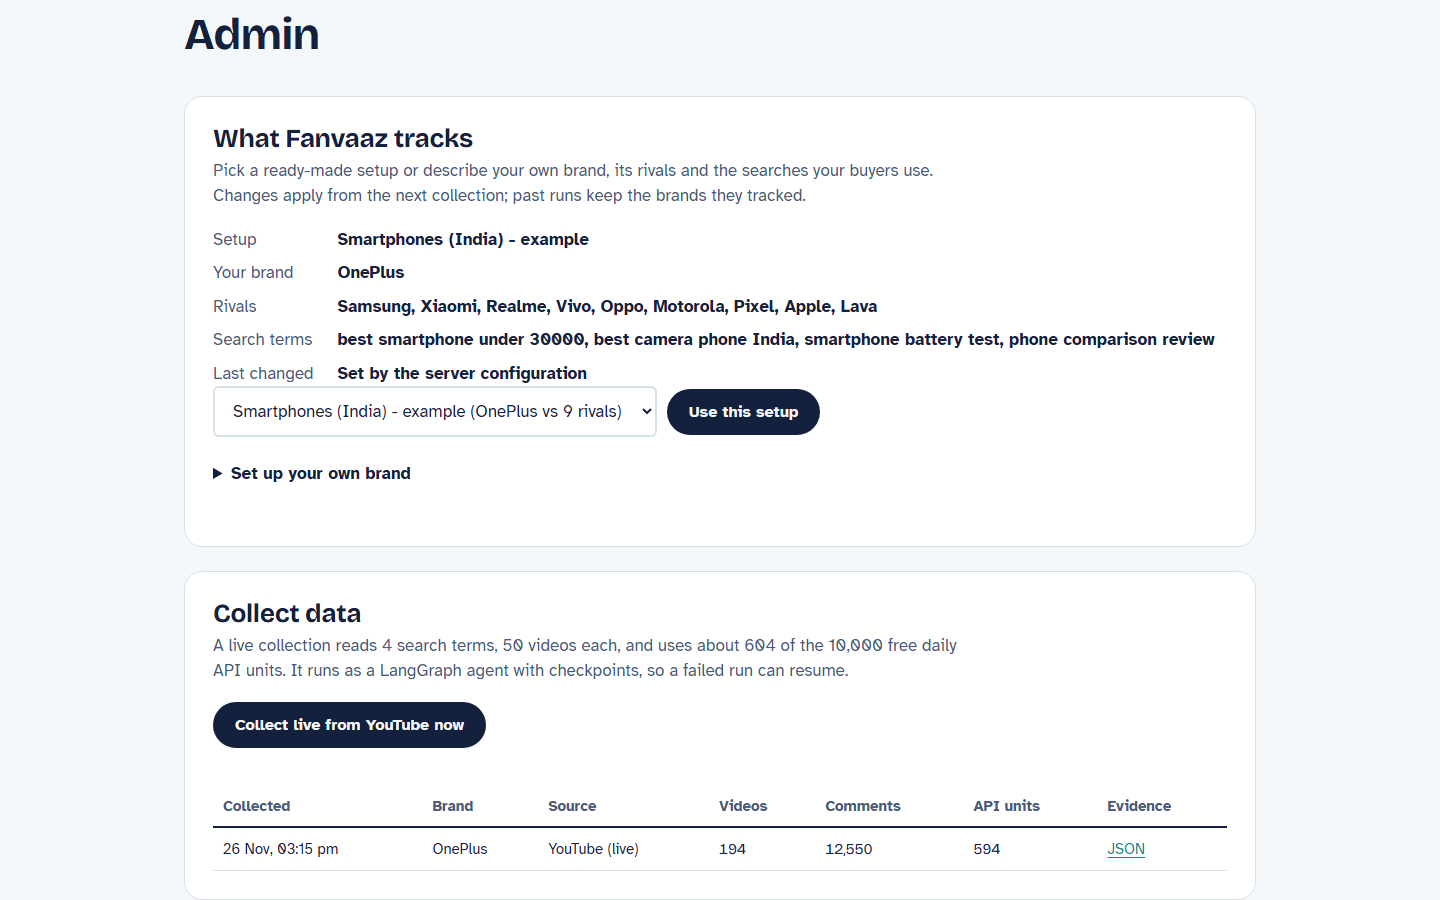 Admin
What Fanvaaz tracks
Pick a ready-made setup or describe your own brand, its rivals and the searches your buyers use.
Changes apply from the next collection; past runs keep the brands they tracked.
Setup Smartphones (India) - example
Your brand OnePlus
Rivals Samsung, Xiaomi, Realme, Vivo, Oppo, Motorola, Pixel, Apple, Lava
Search terms best smartphone under 30000, best camera phone India, smartphone battery test, phone comparison review
Last changed Set by the server configuration
Smartphones (India) - example (OnePlus vs 9 rivals) Use this setup
Set up your own brand
Collect data
A live collection reads 4 search terms, 50 videos each, and uses about 604 of the 10,000 free daily
API units. It runs as a LangGraph agent with checkpoints, so a failed run can resume.
Collect live from YouTube now
Collected Brand Source Videos Comments API units Evidence
26 Nov, 03:15 pm OnePlus YouTube (live) 194 12,550 594 JSON